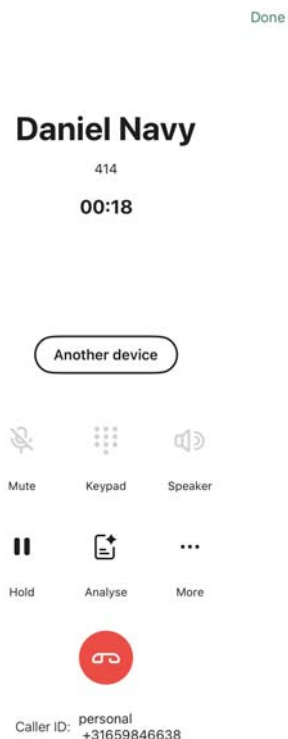 Done
Daniel Navy
414
00:18
Another device
Mute Keypad Speaker
Hold Analyse More
Caller ID: personal
+31659846638